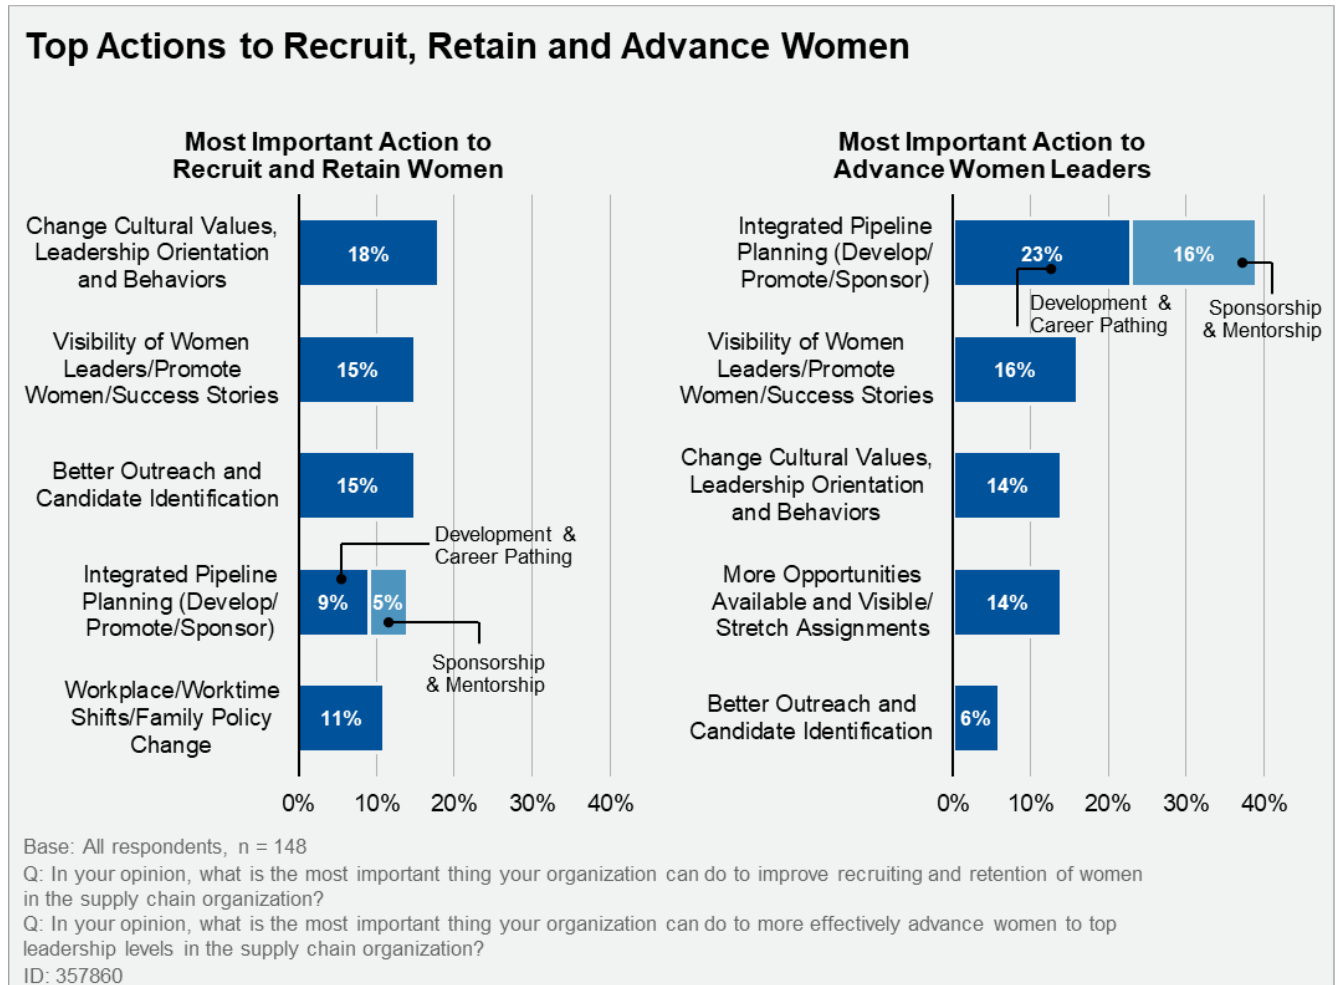 Top Actions to Recruit, Retain and Advance Women
Most Important Action to
Recruit and Retain Women
Change Cultural Values,
Leadership Orientation
and Behaviors
18%
Visibility of Women
Leaders/Promote
Women/Success Stories
15%
Better Outreach and
Candidate Identification
15%
Development &
Career Pathing
Integrated Pipeline
Planning (Develop/
Promote/Sponsor)
9%
5%
Sponsorship
& Mentorship
Workplace/Worktime
Shifts/Family Policy
Change
11%
0% 10% 20% 30% 40%
Most Important Action to
Advance Women Leaders
Integrated Pipeline
Planning (Develop/
Promote/Sponsor)
23%
16%
Development &
Career Pathing
Sponsorship
& Mentorship
Visibility of Women
Leaders/Promote
Women/Success Stories
16%
Change Cultural Values,
Leadership Orientation
and Behaviors
14%
More Opportunities
Available and Visible/
Stretch Assignments
14%
Better Outreach and
Candidate Identification
6%
0% 10% 20% 30% 40%
Base: All respondents, n = 148
Q: In your opinion, what is the most important thing your organization can do to improve recruiting and retention of women
in the supply chain organization?
Q: In your opinion, what is the most important thing your organization can do to more effectively advance women to top
leadership levels in the supply chain organization?
ID: 357860